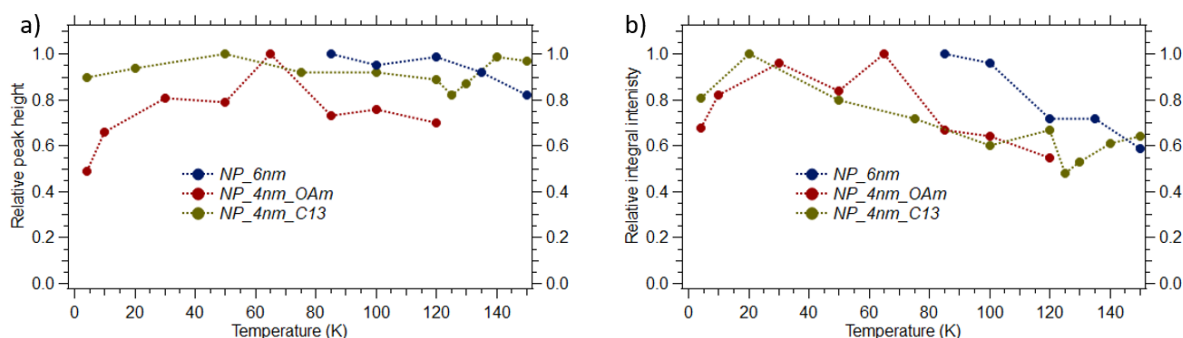 a)
1.0 1.0
0.8 0.8
0.6 0.6
0.4 0.4
0.2 0.2
0.0 0.0
Relative peak height
NP_6nm
NP_4nm_OAm
NP_4nm_C13
0 20 40 60 80 100 120 140
Temperature (K)
b)
1.0 1.0
0.8 0.8
0.6 0.6
0.4 0.4
0.2 0.2
0.0 0.0
Relative integral intenisty
NP_6nm
NP_4nm_OAm
NP_4nm_C13
0 20 40 60 80 100 120 140
Temperature (K)